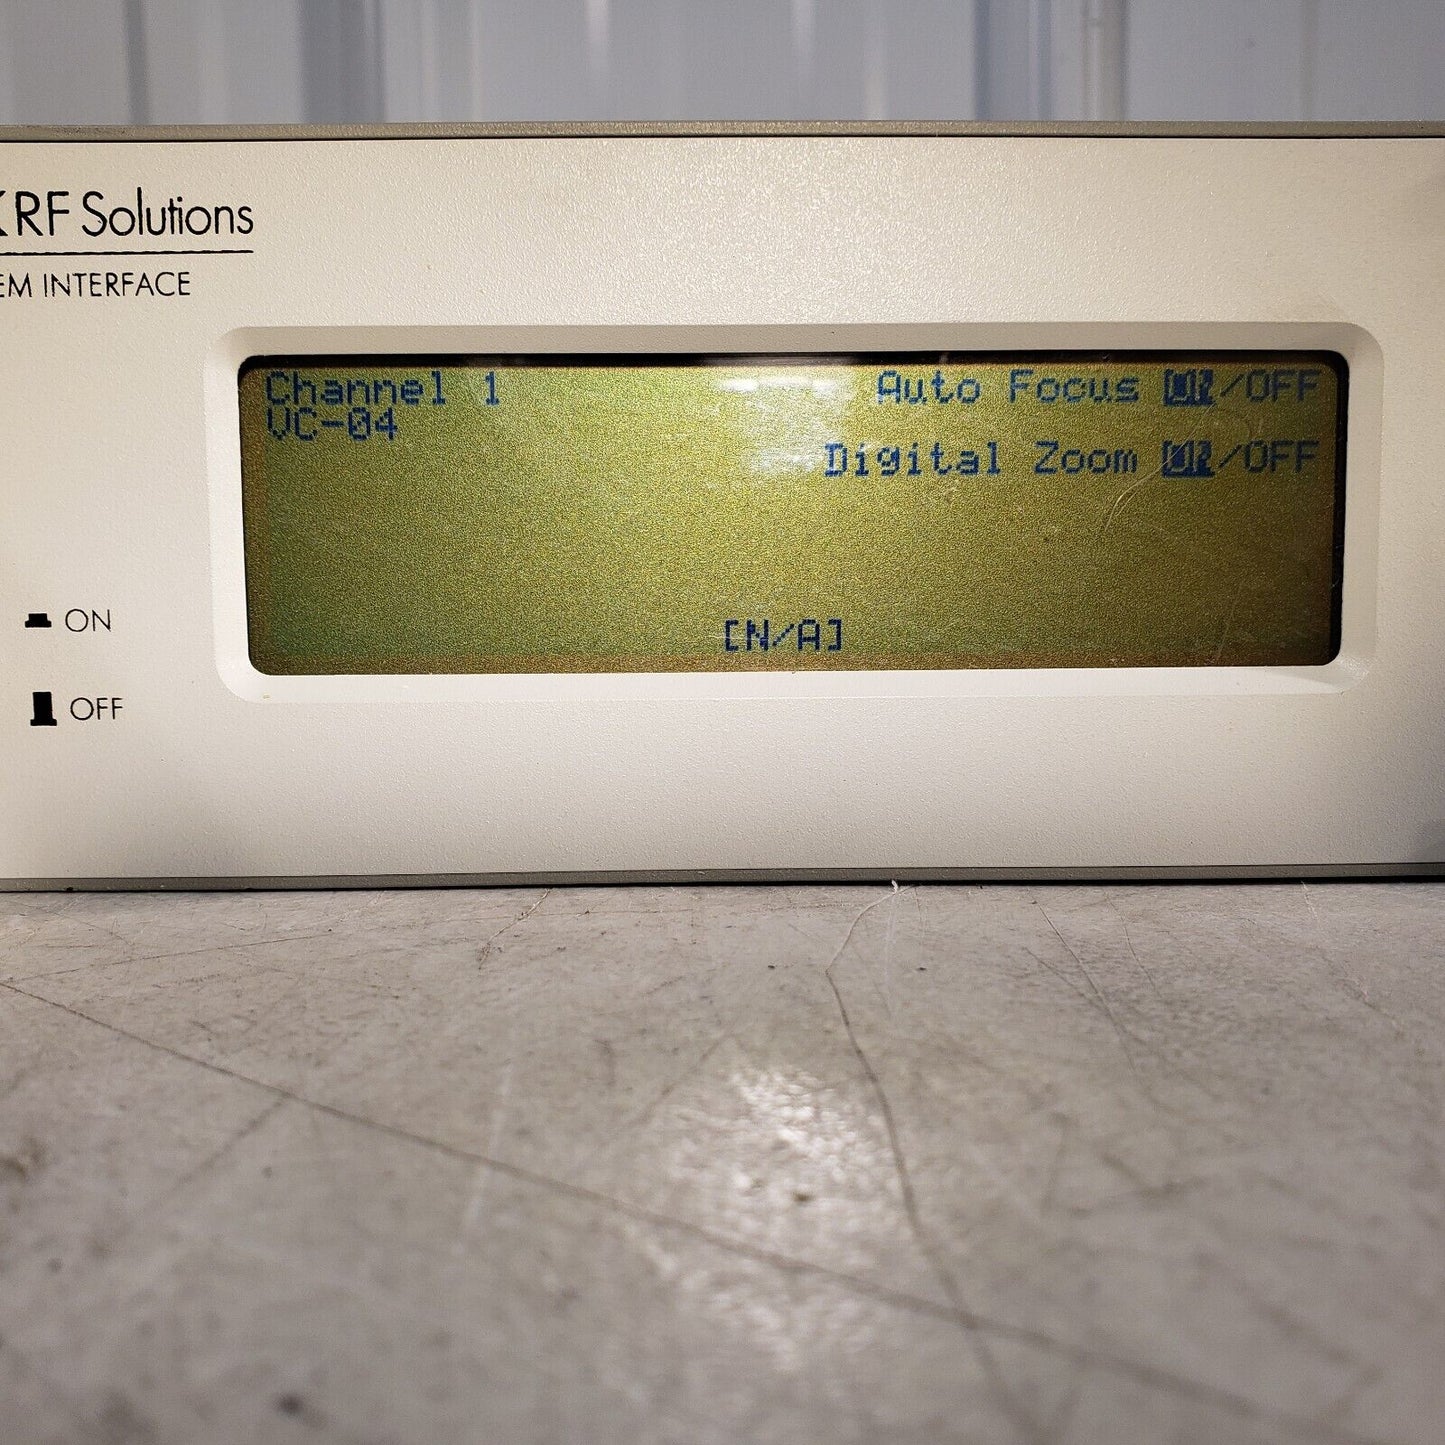 RF Solutions
EM INTERFACE
Channel 1
Auto Focus ON/OFF
VC-04
Digital Zoom ON/OFF
[N/A]
ON
OFF